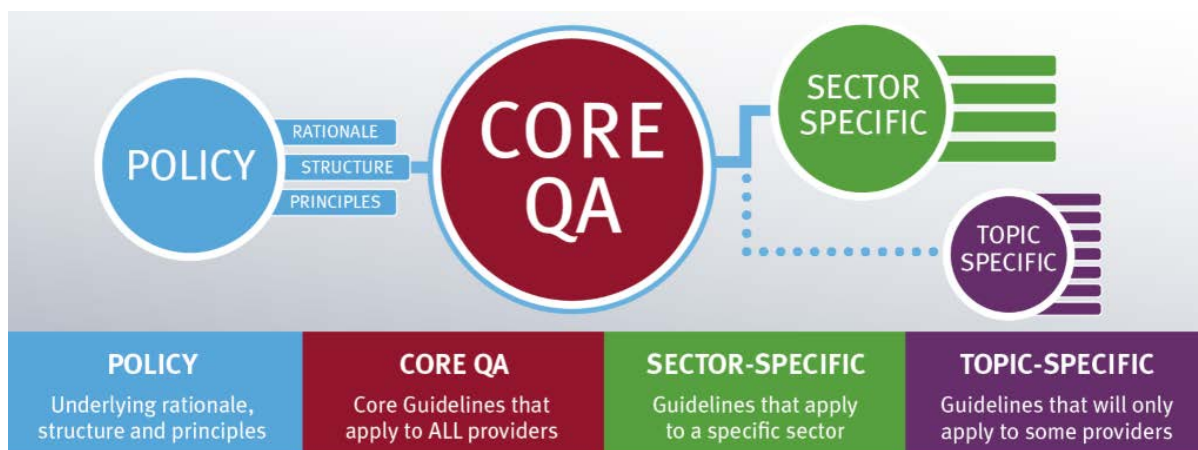 POLICY
RATIONALE
STRUCTURE
PRINCIPLES
CORE
QA
SECTOR
SPECIFIC
TOPIC
SPECIFIC
POLICY
Underlying rationale,
structure and principles
CORE QA
Core Guidelines that
apply to ALL providers
SECTOR-SPECIFIC
Guidelines that apply
to a specific sector
TOPIC-SPECIFIC
Guidelines that will only
apply to some providers